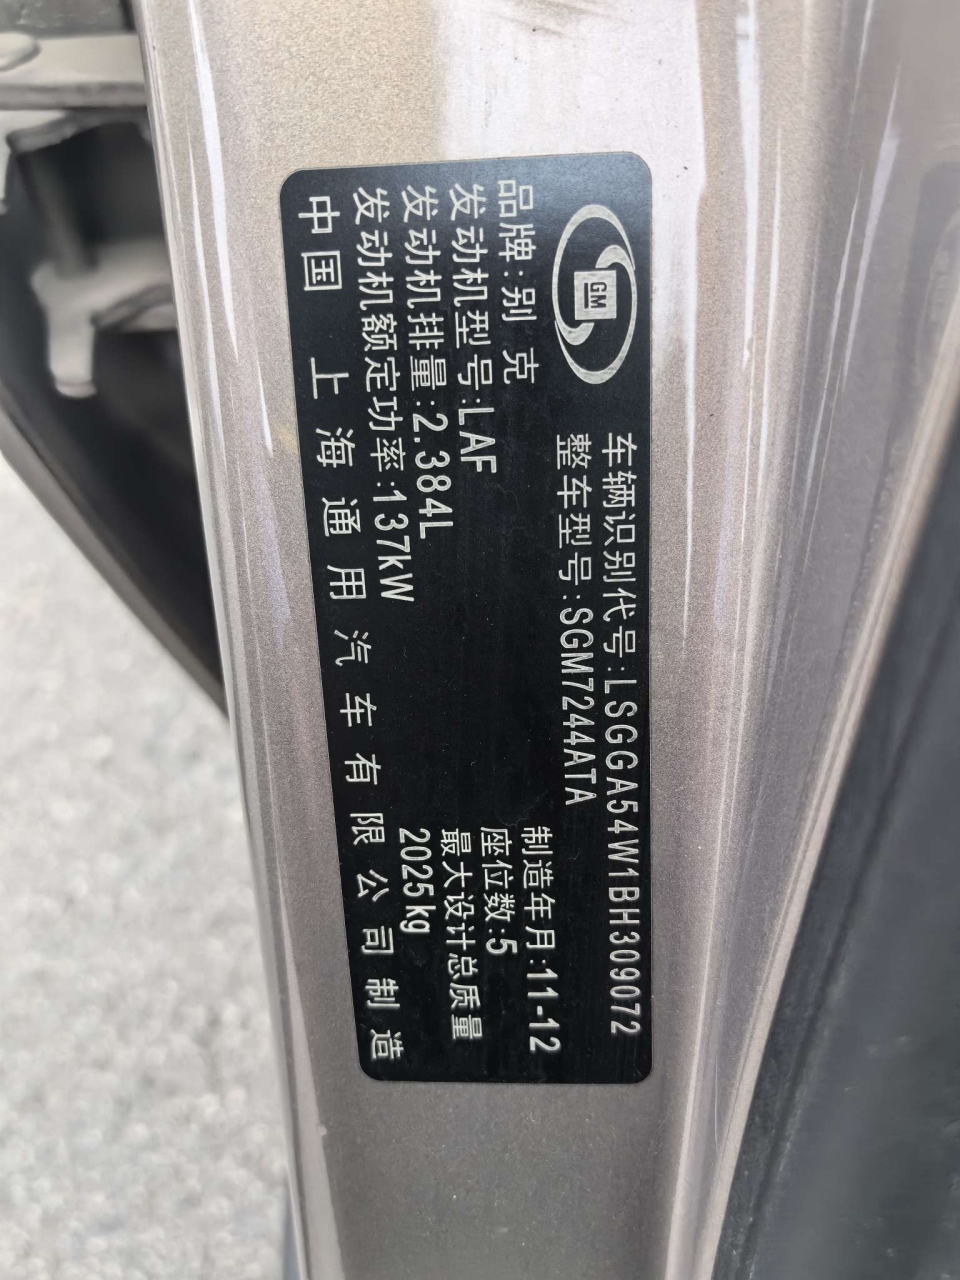 GM
车辆识别代号:LSGGA54W1BH309072
整车型号:SGM7244ATA
品牌:别 克
制造年月:11-12
发动机型号:LAF
座位数:5
发动机排量:2.384L
最大设计总质量
发动机额定功率:137kW
2025kg
中国 上海通用汽车有限公司制造